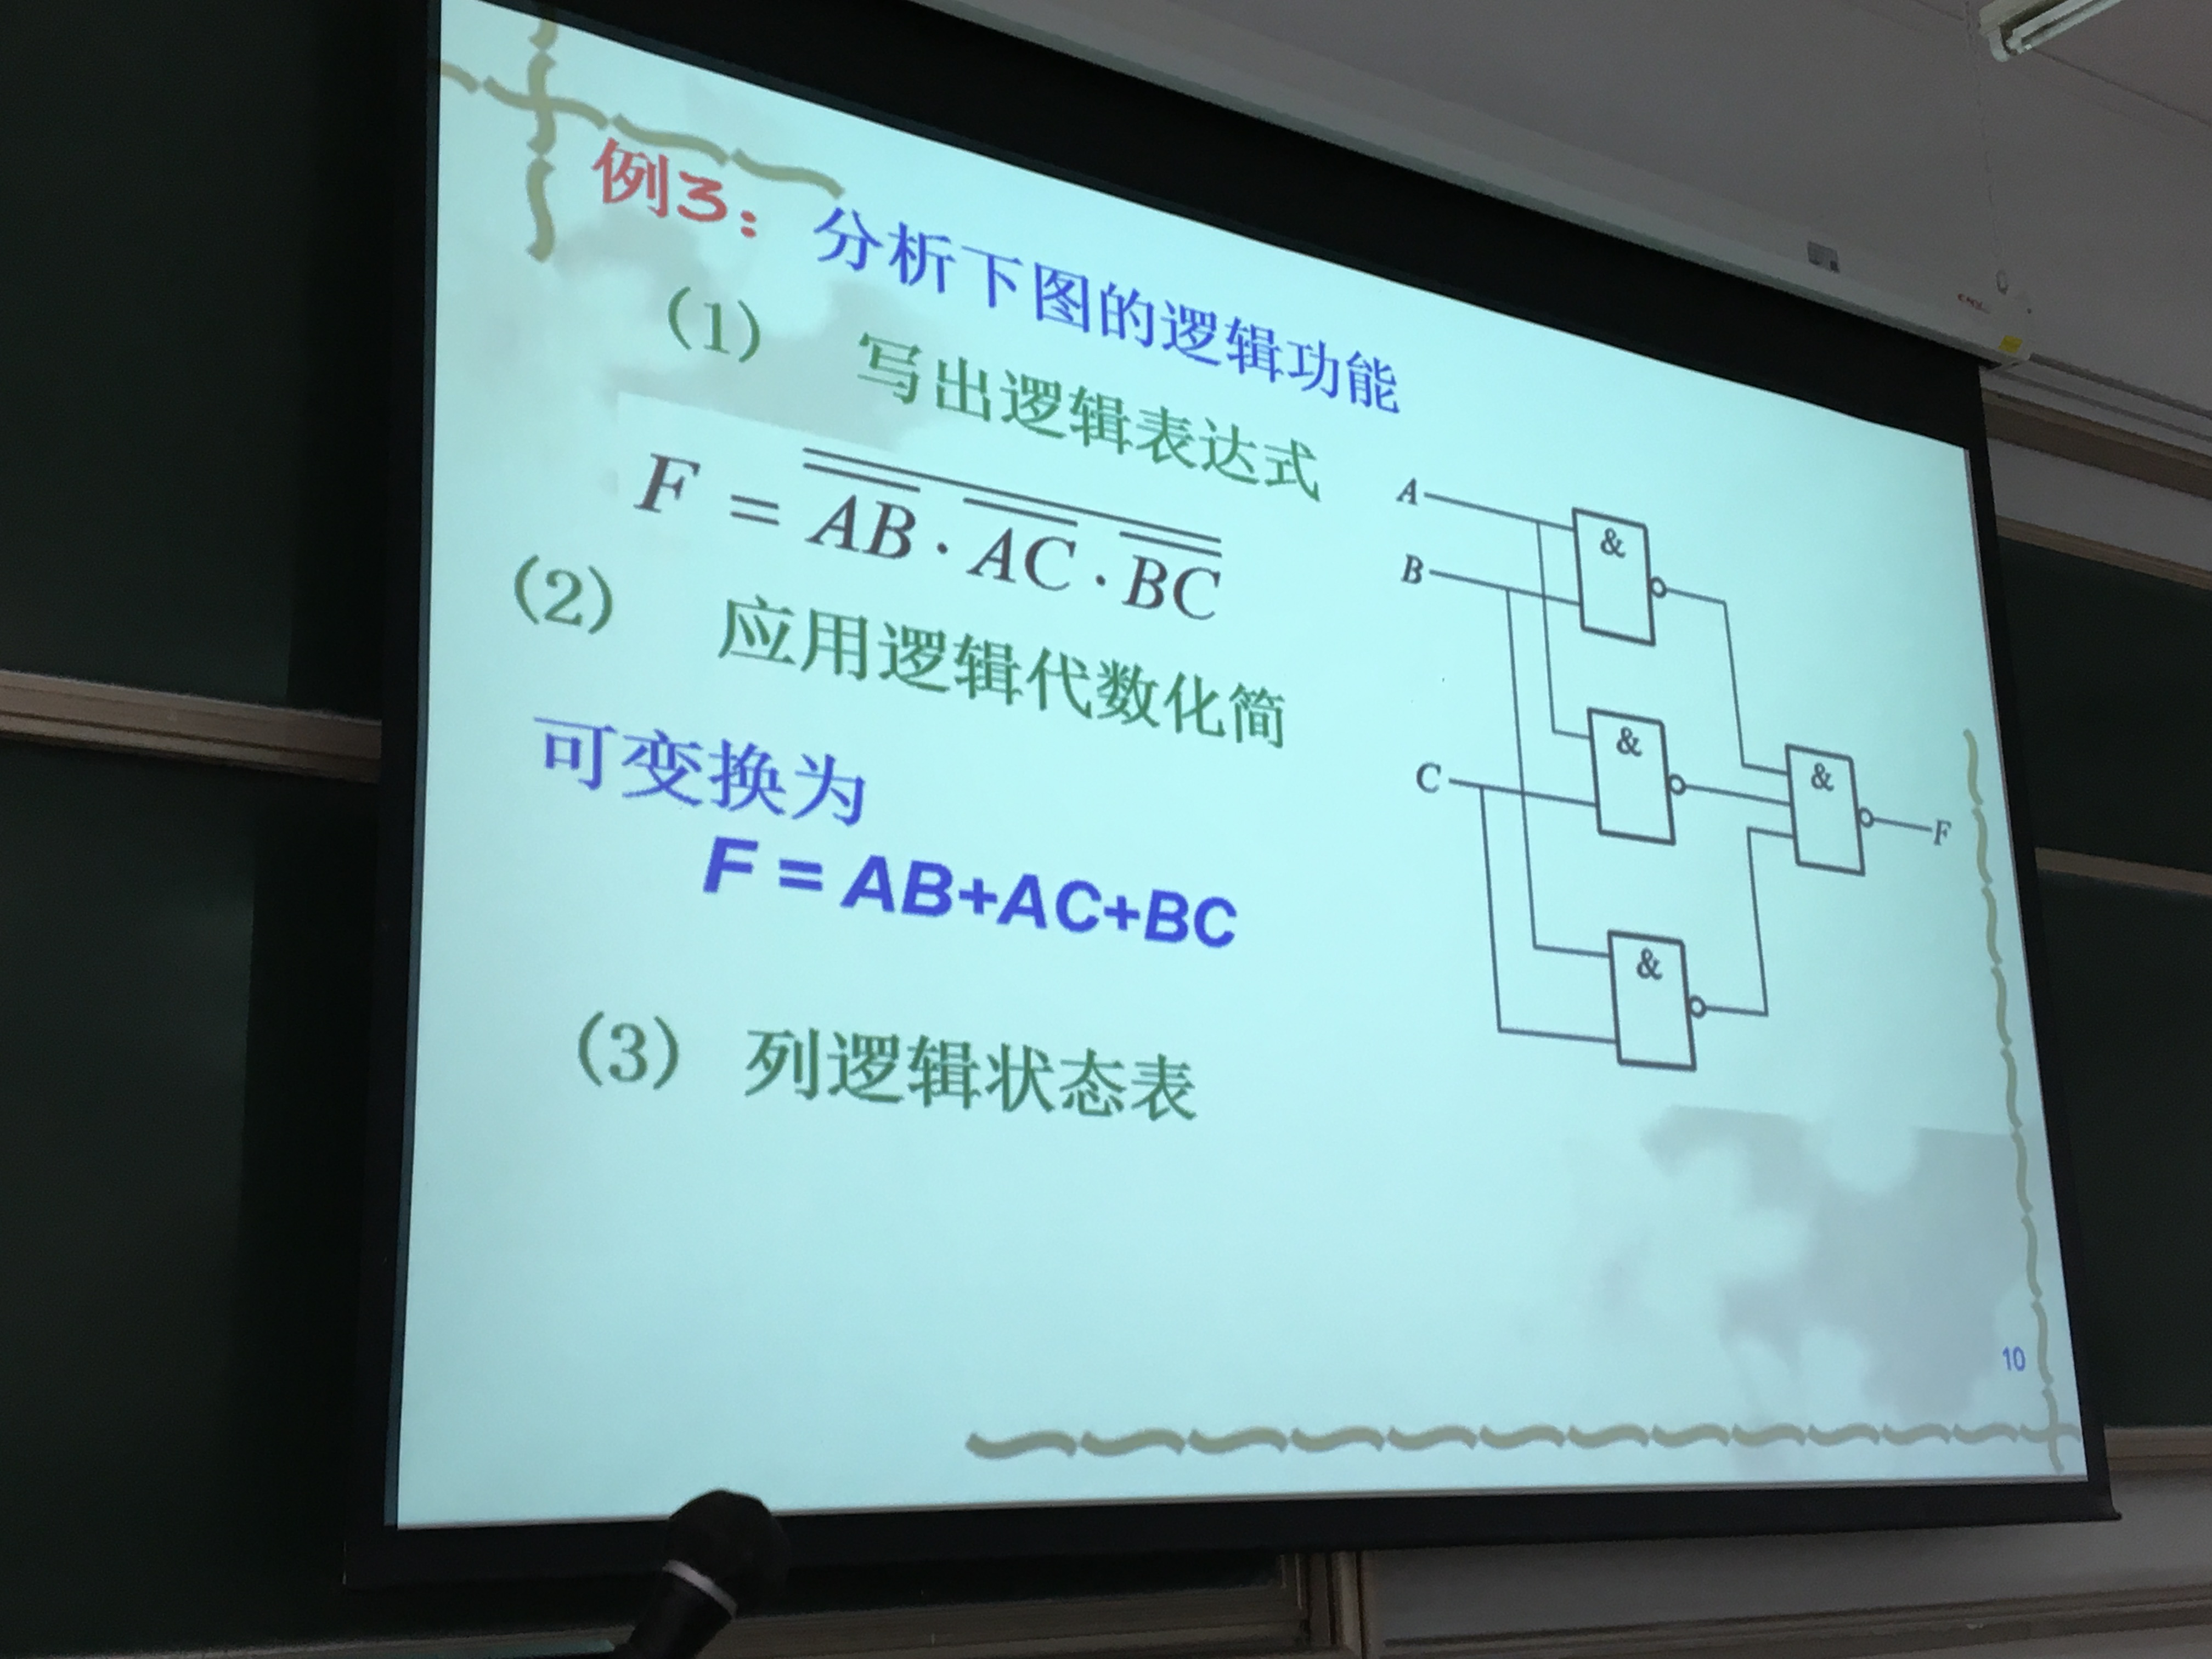 例3： 分析下图的逻辑功能
（1） 写出逻辑表达式
F = \overline{\overline{AB} · \overline{AC} · \overline{BC}}
（2） 应用逻辑代数化简
可变换为
F = AB+AC+BC
（3） 列逻辑状态表
A
&
B
&
C
&
F
&
10